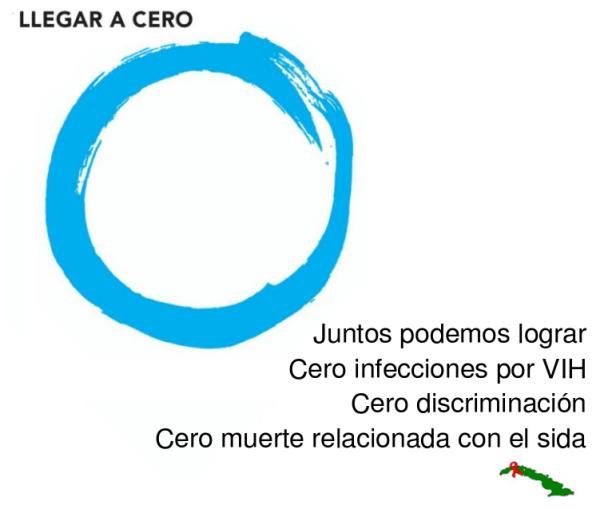 LLEGAR A CERO
Juntos podemos lograr
Cero infecciones por VIH
Cero discriminación
Cero muerte relacionada con el sida